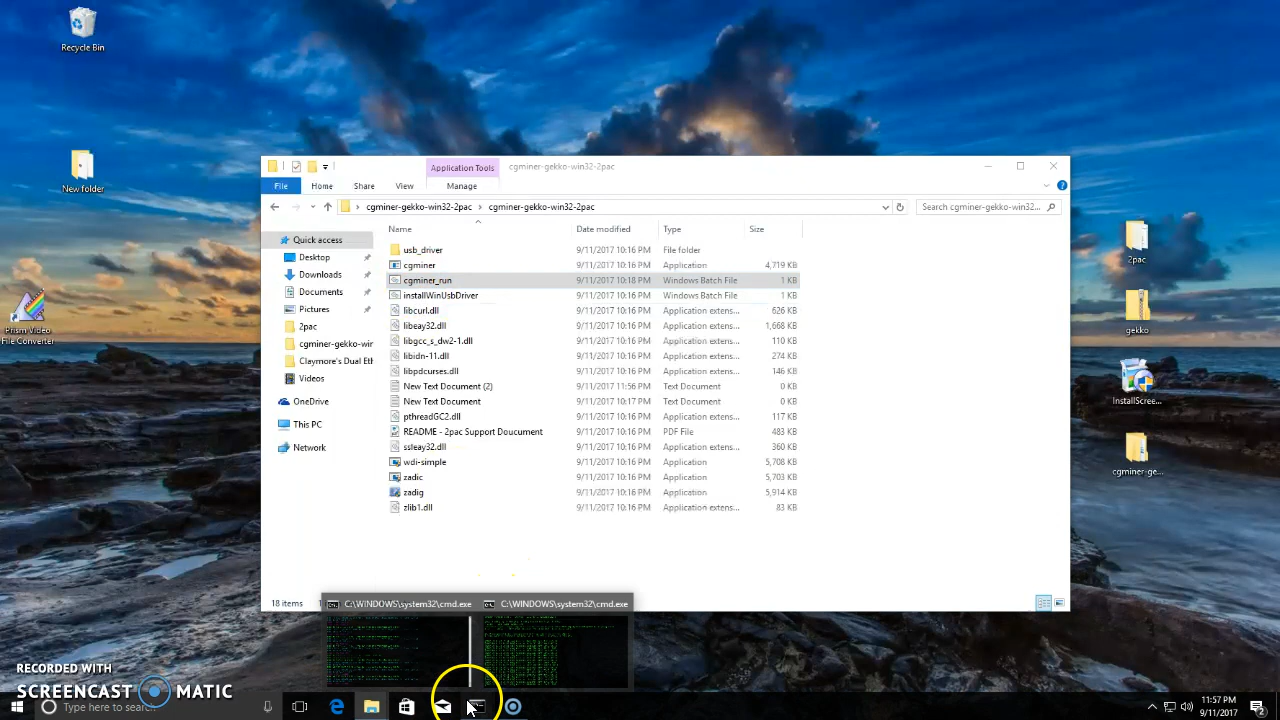 Recycle Bin
New folder
Prism Video
File Converter
2pac
gekko
InstallScree...
cgminer-ge...
Application Tools
cgminer-gekko-win32-2pac
File
Home
Share
View
Manage
cgminer-gekko-win32-2pac > cgminer-gekko-win32-2pac
Search cgminer-gekko-win32...
Name Date modified Type Size
Quick access
Desktop
Downloads
Documents
Pictures
2pac
cgminer-gekko-wir
Claymore's Dual Eth
Videos
OneDrive
This PC
Network
usb_driver 9/11/2017 10:16 PM File folder
cgminer 9/11/2017 10:16 PM Application 4,719 KB
cgminer_run 9/11/2017 10:18 PM Windows Batch File 1 KB
installWinUsbDriver 9/11/2017 10:16 PM Windows Batch File 1 KB
libcurl.dll 9/11/2017 10:16 PM Application extens... 626 KB
libeay32.dll 9/11/2017 10:16 PM Application extens... 1,668 KB
libgcc_s_dw2-1.dll 9/11/2017 10:16 PM Application extens... 110 KB
libidn-11.dll 9/11/2017 10:16 PM Application extens... 274 KB
libpdcurses.dll 9/11/2017 10:16 PM Application extens... 146 KB
New Text Document (2) 9/11/2017 11:56 PM Text Document 0 KB
New Text Document 9/11/2017 10:17 PM Text Document 0 KB
pthreadGC2.dll 9/11/2017 10:16 PM Application extens... 117 KB
README - 2pac Support Doucument 9/11/2017 10:16 PM PDF File 483 KB
ssleay32.dll 9/11/2017 10:16 PM Application extens... 360 KB
wdi-simple 9/11/2017 10:16 PM Application 5,708 KB
zadic 9/11/2017 10:16 PM Application 5,703 KB
zadig 9/11/2017 10:16 PM Application 5,914 KB
zlib1.dll 9/11/2017 10:16 PM Application extens... 83 KB
18 items
C:\WINDOWS\system32\cmd.exe
C:\WINDOWS\system32\cmd.exe
RECORDED WITH
SCREENCAST MATIC
Type here to search
11:57 PM
9/11/2017
2